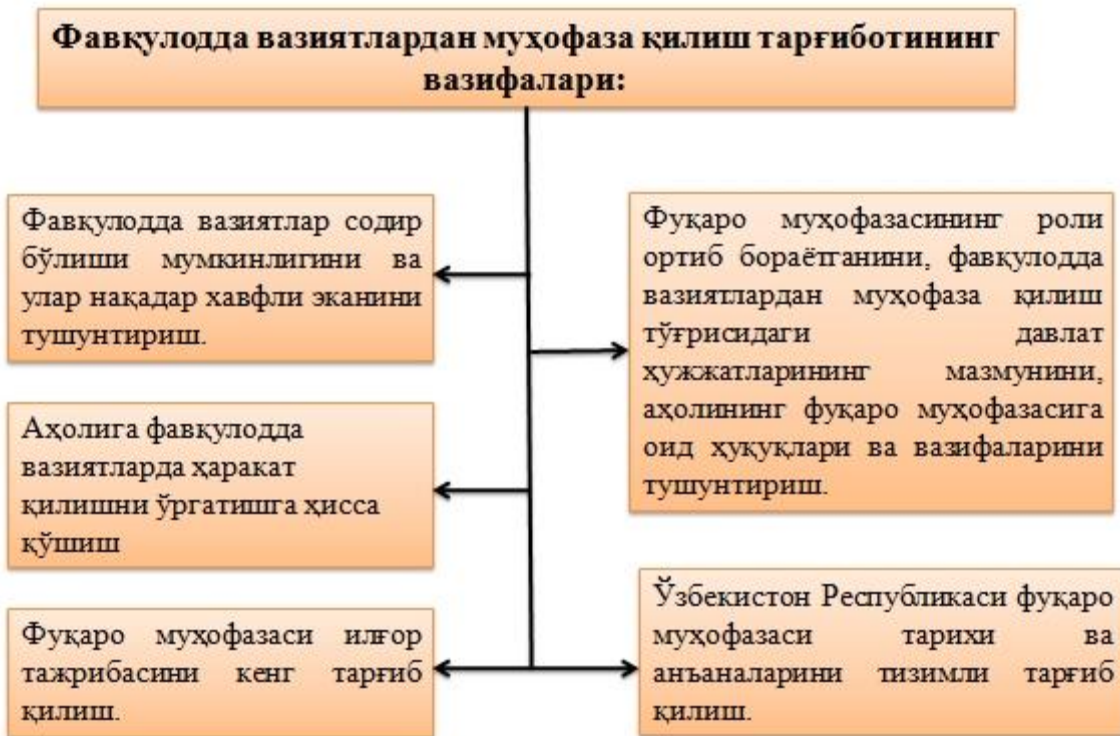 Фавқулодда вазиятлардан муҳофаза қилиш тарғиботининг
вазифалари:
Фавқулодда вазиятлар содир
бўлиши мумкинлигини ва
улар нақадар хавфли эканини
тушунтириш.
Фуқаро муҳофазасининг роли
ортиб бораётганини, фавқулодда
вазиятлардан муҳофаза қилиш
тўғрисидаги давлат
ҳужжатларининг мазмунини,
аҳолининг фуқаро муҳофазасига
оид ҳуқуқлари ва вазифаларини
тушунтириш.
Аҳолига фавқулодда
вазиятларда ҳаракат
қилишни ўргатишга ҳисса
қўшиш
Фуқаро муҳофазаси илғор
тажрибасини кенг тарғиб
қилиш.
Ўзбекистон Республикаси фуқаро
муҳофазаси тарихи ва
анъаналарини тизимли тарғиб
қилиш.